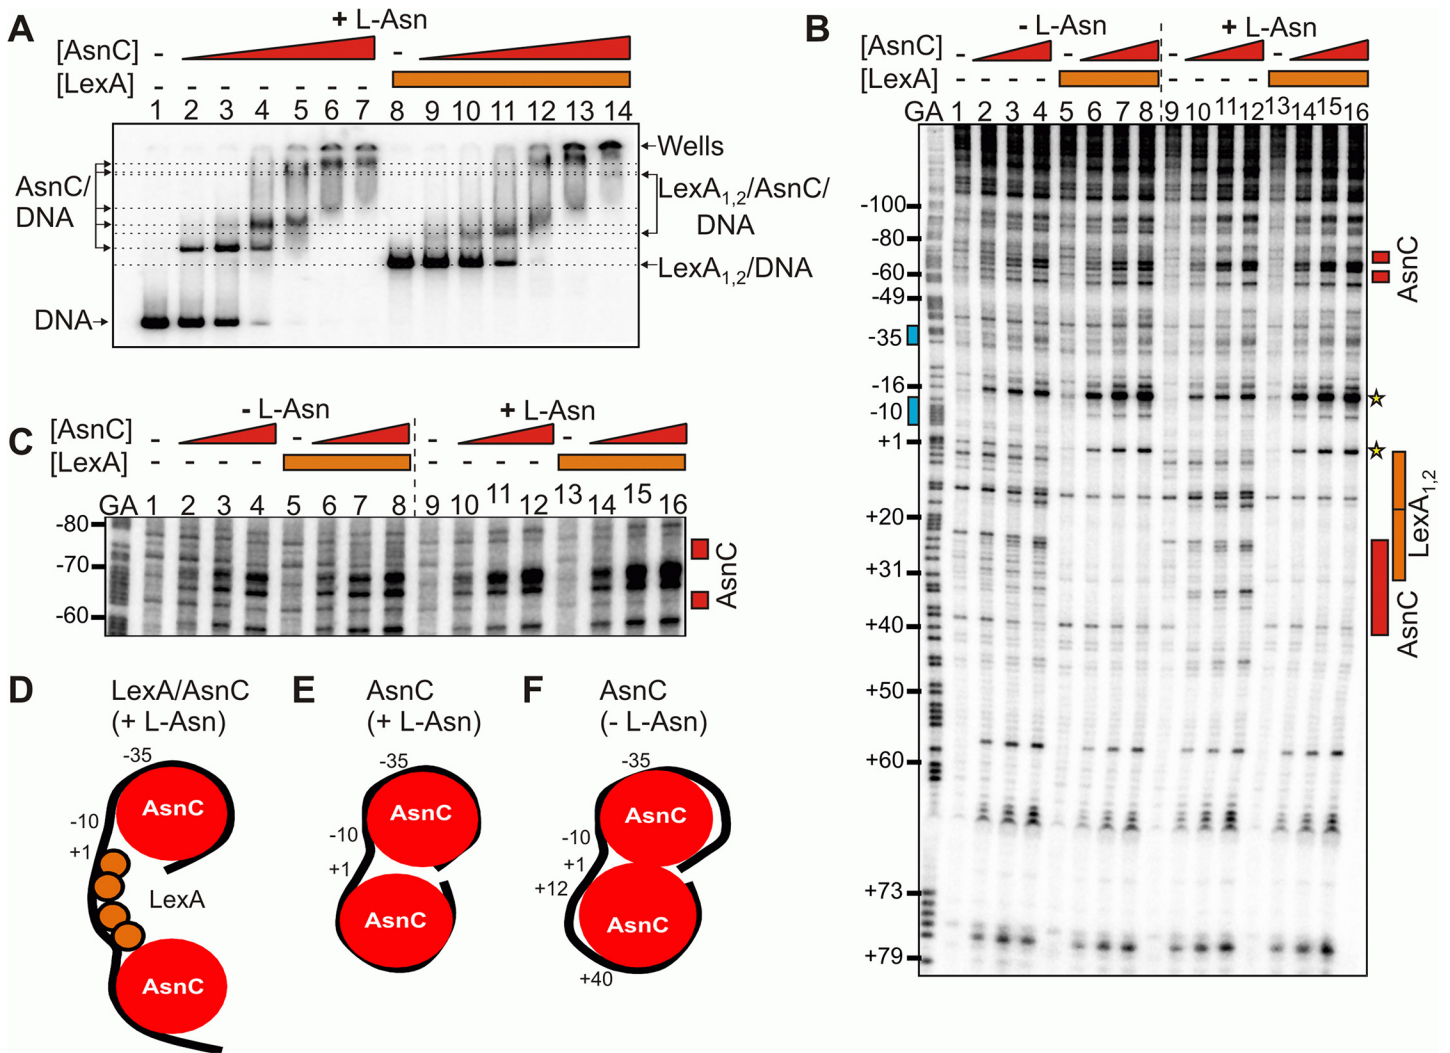 A
+ L-Asn
[AsnC] -
[LexA] - - - - - - -
1 2 3 4 5 6 7 8 9 10 11 12 13 14
Wells
AsnC/
DNA
LexA1,2/AsnC/
DNA
LexA1,2/DNA
DNA
B
- L-Asn + L-Asn
[AsnC] - - - -
[LexA] - - - - - - - -
GA 1 2 3 4 5 6 7 8 9 10 11 12 13 14 15 16
-100
-80
-60
-49
-35
-16
-10
+1
+20
+31
+40
+50
+60
+73
+79
AsnC
LexA1,2
AsnC
C
- L-Asn + L-Asn
[AsnC] - - - -
[LexA] - - - - - - - -
GA 1 2 3 4 5 6 7 8 9 10 11 12 13 14 15 16
-80
-70
-60
AsnC
D
LexA/AsnC
(+ L-Asn)
-35
AsnC
-10
+1
LexA
AsnC
E
AsnC
(+ L-Asn)
-35
AsnC
-10
+1
AsnC
F
AsnC
(- L-Asn)
-35
AsnC
-10
+1
+12
AsnC
+40